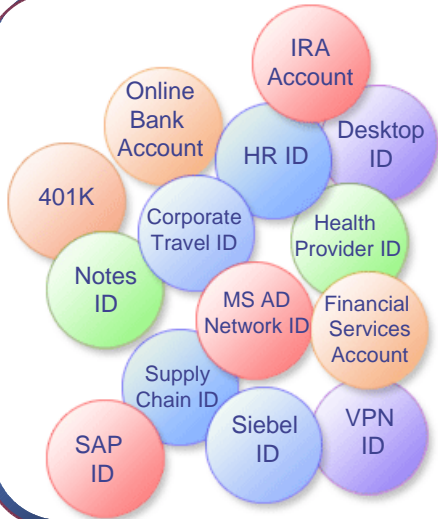 IRA
Account
Online
Bank
Account
Desktop
ID
HR ID
401K
Corporate
Travel ID
Health
Provider ID
Notes
ID
MS AD
Network ID
Financial
Services
Account
Supply
Chain ID
Siebel
ID
VPN
ID
SAP
ID